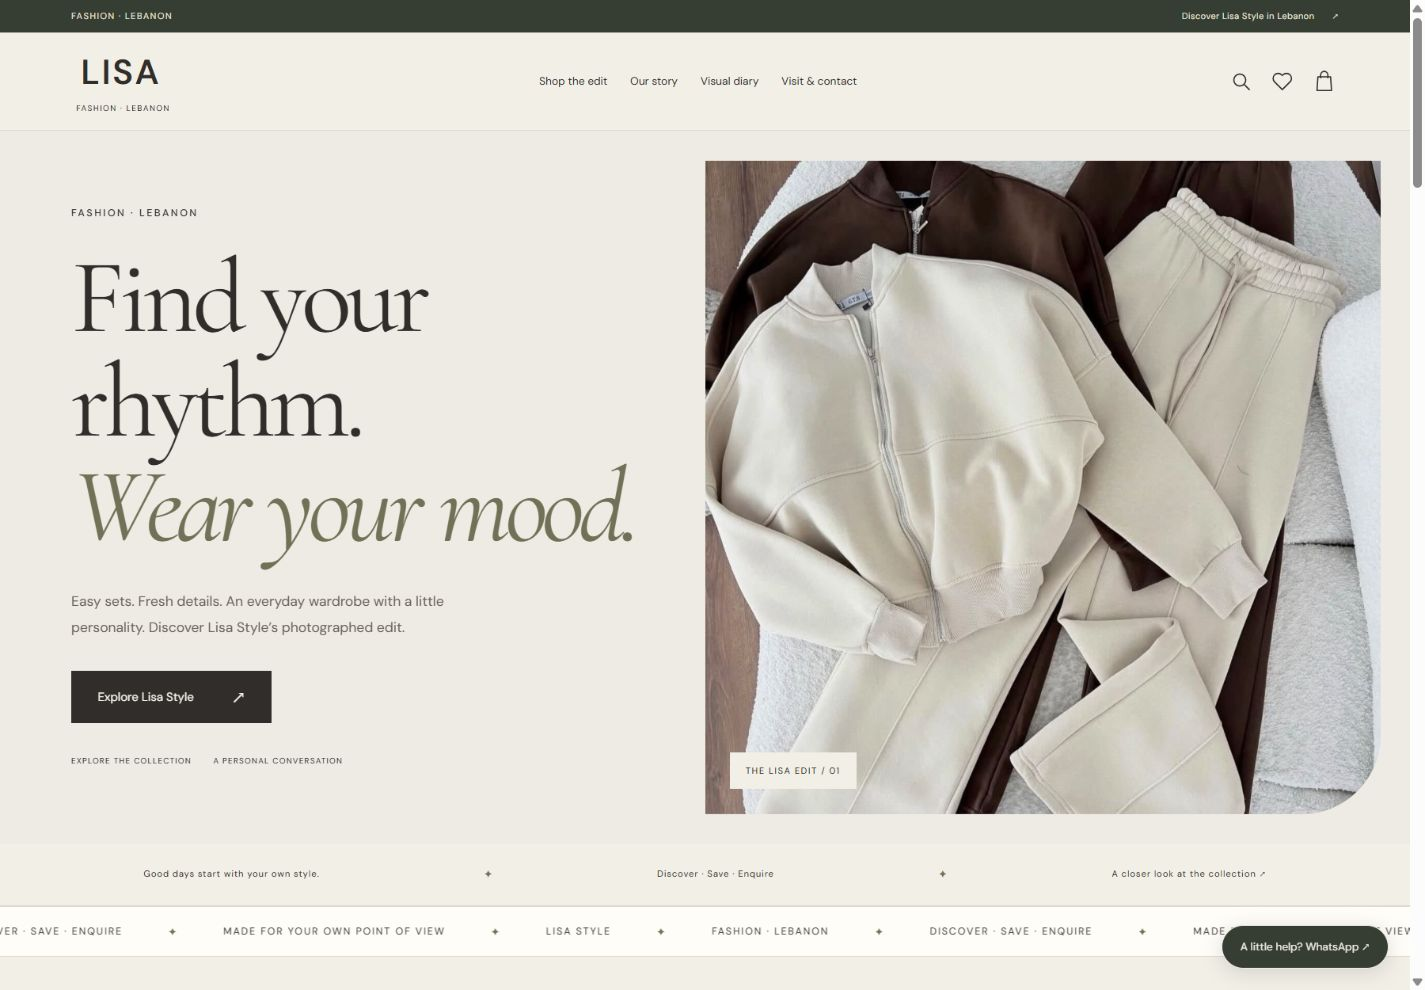 FASHION · LEBANON
Discover Lisa Style in Lebanon ↗
LISA
FASHION · LEBANON
Shop the edit Our story Visual diary Visit & contact
FASHION · LEBANON
Find your
rhythm.
Wear your mood.
Easy sets. Fresh details. An everyday wardrobe with a little
personality. Discover Lisa Style’s photographed edit.
Explore Lisa Style ↗
EXPLORE THE COLLECTION A PERSONAL CONVERSATION
THE LISA EDIT / 01
Good days start with your own style. ✦ Discover · Save · Enquire ✦ A closer look at the collection ↗
VER · SAVE · ENQUIRE ✦ MADE FOR YOUR OWN POINT OF VIEW ✦ LISA STYLE ✦ FASHION · LEBANON ✦ DISCOVER · SAVE · ENQUIRE ✦ MADE
A little help? WhatsApp ↗